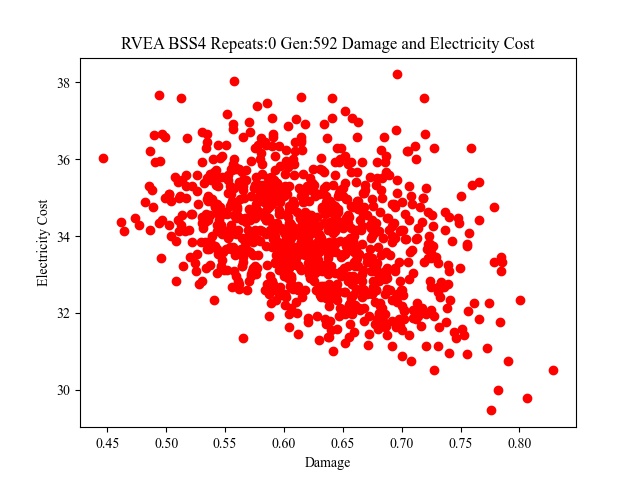 RVEA BSS4 Repeats:0 Gen:592 Damage and Electricity Cost
38
36
34
32
30
Electricity Cost
0.45 0.50 0.55 0.60 0.65 0.70 0.75 0.80
Damage